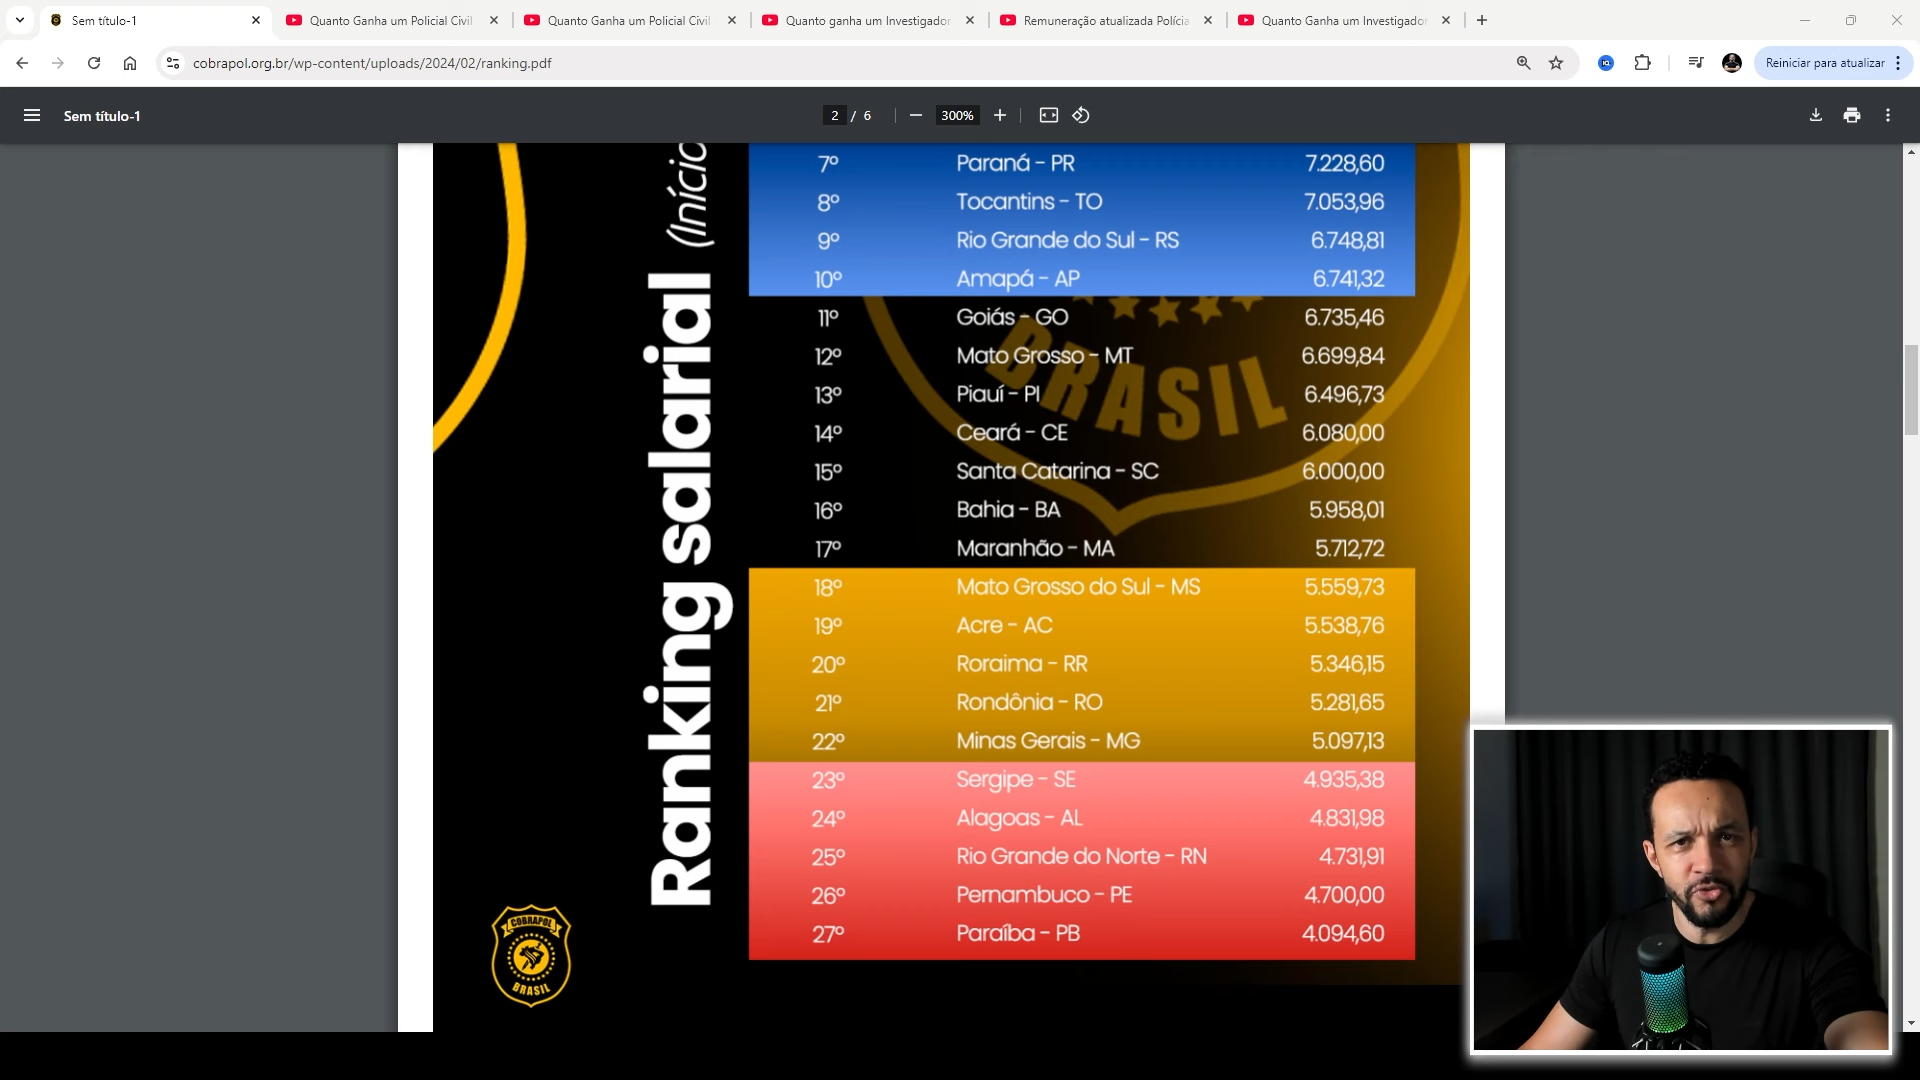 Sem título-1
Quanto Ganha um Policial Civil
Quanto Ganha um Policial Civil
Quanto ganha um Investigador
Remuneração atualizada Polícia
Quanto Ganha um Investigador
cobrapol.org.br/wp-content/uploads/2024/02/ranking.pdf
Reiniciar para atualizar
Sem título-1
2 / 6
300%
Ranking salarial (Início
7º Paraná - PR 7.228,60
8º Tocantins - TO 7.053,96
9º Rio Grande do Sul - RS 6.748,81
10º Amapá - AP 6.741,32
11º Goiás - GO 6.735,46
12º Mato Grosso - MT 6.699,84
13º Piauí - PI 6.496,73
14º Ceará - CE 6.080,00
15º Santa Catarina - SC 6.000,00
16º Bahia - BA 5.958,01
17º Maranhão - MA 5.712,72
18º Mato Grosso do Sul - MS 5.559,73
19º Acre - AC 5.538,76
20º Roraima - RR 5.346,15
21º Rondônia - RO 5.281,65
22º Minas Gerais - MG 5.097,13
23º Sergipe - SE 4.935,38
24º Alagoas - AL 4.831,98
25º Rio Grande do Norte - RN 4.731,91
26º Pernambuco - PE 4.700,00
27º Paraíba - PB 4.094,60
BRASIL
COBRAPOL
BRASIL